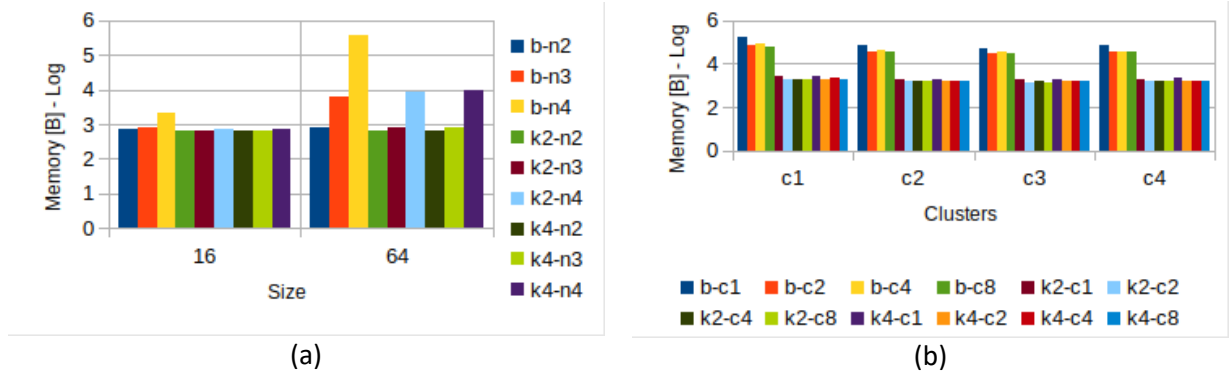 6
5
4
3
2
1
0
Memory [B] - Log
16
64
Size
b-n2
b-n3
b-n4
k2-n2
k2-n3
k2-n4
k4-n2
k4-n3
k4-n4
(a)
6
4
2
0
Memory [B] - Log
c1
c2
c3
c4
Clusters
b-c1 b-c2 b-c4 b-c8 k2-c1 k2-c2
k2-c4 k2-c8 k4-c1 k4-c2 k4-c4 k4-c8
(b)